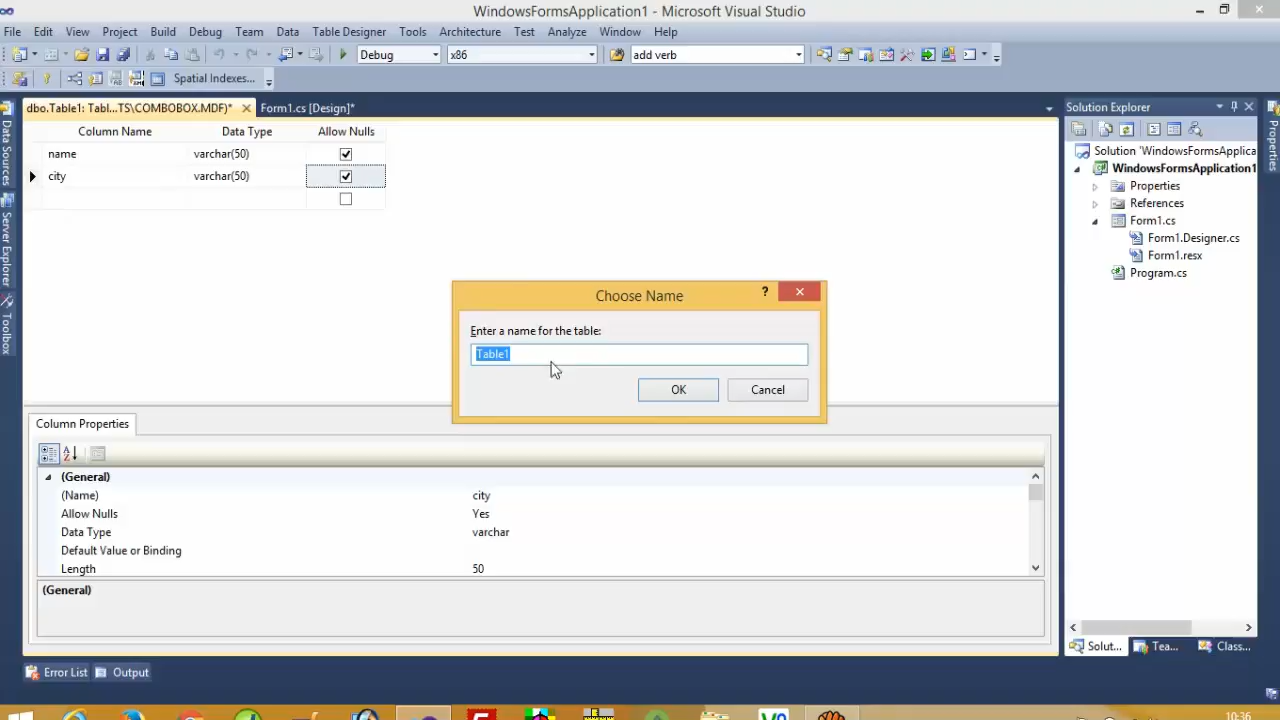 WindowsFormsApplication1 - Microsoft Visual Studio
File Edit View Project Build Debug Team Data Table Designer Tools Architecture Test Analyze Window Help
Debug x86 add verb
Spatial Indexes...
dbo.Table1: Tabl...TS\COMBOBOX.MDF)* Form1.cs [Design]* Solution Explorer
Column Name Data Type Allow Nulls
name varchar(50)
city varchar(50)
Data Sources
Server Explorer
Toolbox
Properties
Solution 'WindowsFormsApplica
WindowsFormsApplication1
Properties
References
Form1.cs
Form1.Designer.cs
Form1.resx
Program.cs
Choose Name
?
Enter a name for the table:
Table1
OK Cancel
Column Properties
(General)
(Name) city
Allow Nulls Yes
Data Type varchar
Default Value or Binding
Length 50
(General)
Solut... Tea... Class...
Error List Output
10:36